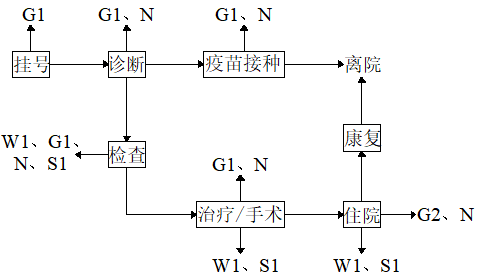 G1
G1、N
G1、N
挂号
诊断
疫苗接种
离院
W1、G1、
N、S1
检查
康复
G1、N
治疗/手术
住院
G2、N
W1、S1
W1、S1